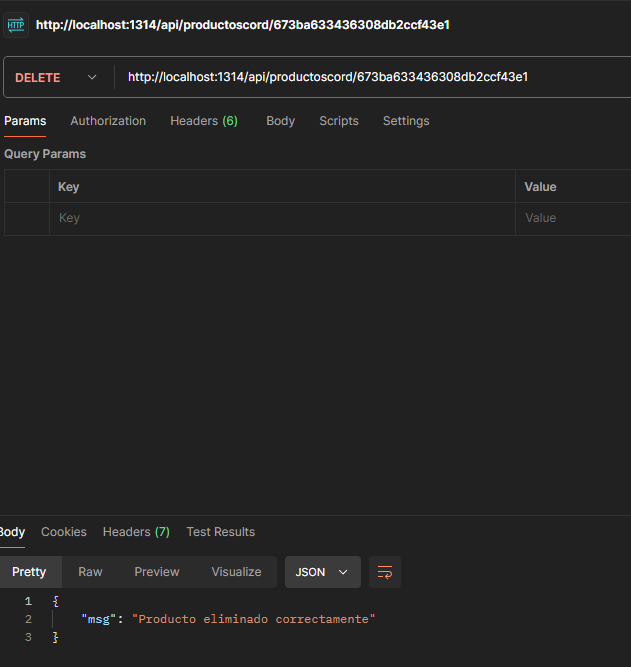 HTTP http://localhost:1314/api/productoscord/673ba633436308db2ccf43e1
DELETE http://localhost:1314/api/productoscord/673ba633436308db2ccf43e1
Params Authorization Headers (6) Body Scripts Settings
Query Params
Key Value
Key Value
Body Cookies Headers (7) Test Results
Pretty Raw Preview Visualize JSON
1 {
2 "msg": "Producto eliminado correctamente"
3 }